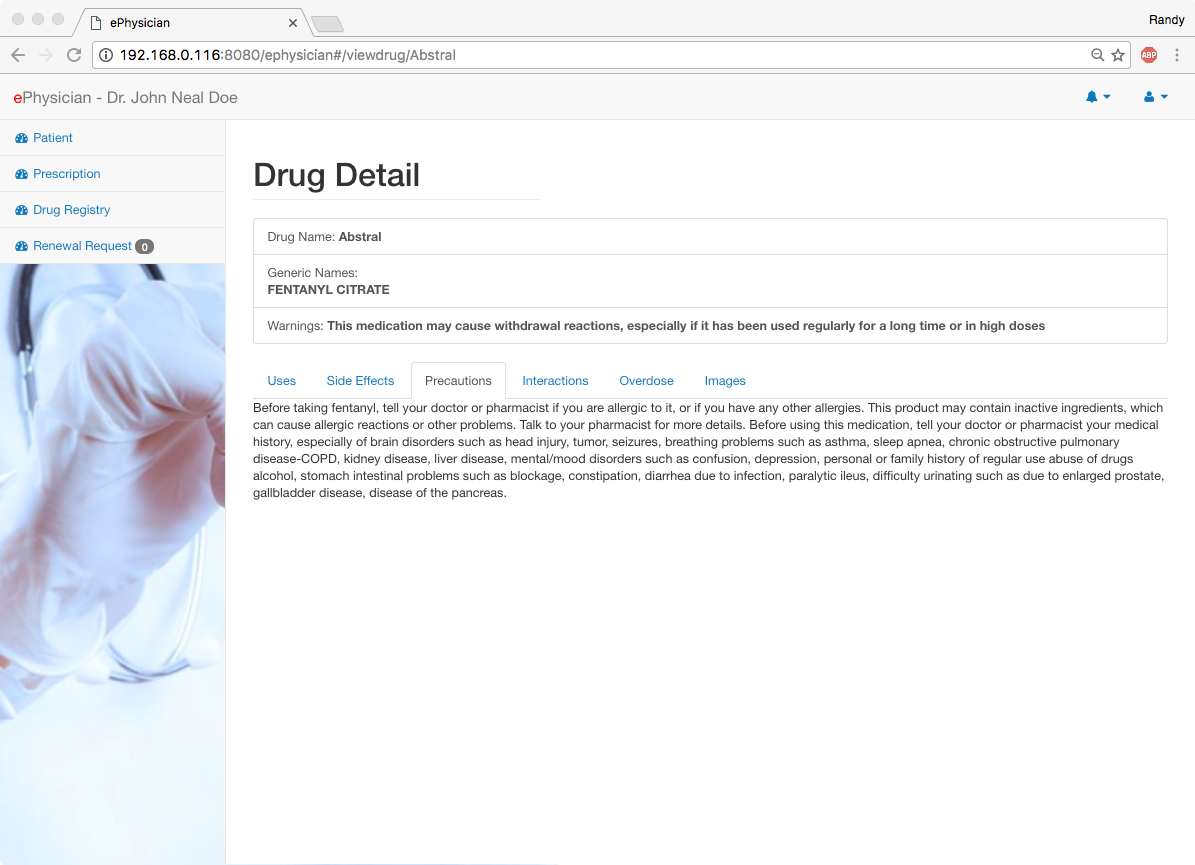 ePhysician
Randy
192.168.0.116:8080/ephysician#/viewdrug/Abstral
ABP
ePhysician - Dr. John Neal Doe
Patient
Prescription
Drug Registry
Renewal Request 0
Drug Detail
Drug Name: Abstral
Generic Names:
FENTANYL CITRATE
Warnings: This medication may cause withdrawal reactions, especially if it has been used regularly for a long time or in high doses
Uses Side Effects Precautions Interactions Overdose Images
Before taking fentanyl, tell your doctor or pharmacist if you are allergic to it, or if you have any other allergies. This product may contain inactive ingredients, which
can cause allergic reactions or other problems. Talk to your pharmacist for more details. Before using this medication, tell your doctor or pharmacist your medical
history, especially of brain disorders such as head injury, tumor, seizures, breathing problems such as asthma, sleep apnea, chronic obstructive pulmonary
disease-COPD, kidney disease, liver disease, mental/mood disorders such as confusion, depression, personal or family history of regular use abuse of drugs
alcohol, stomach intestinal problems such as blockage, constipation, diarrhea due to infection, paralytic ileus, difficulty urinating such as due to enlarged prostate,
gallbladder disease, disease of the pancreas.